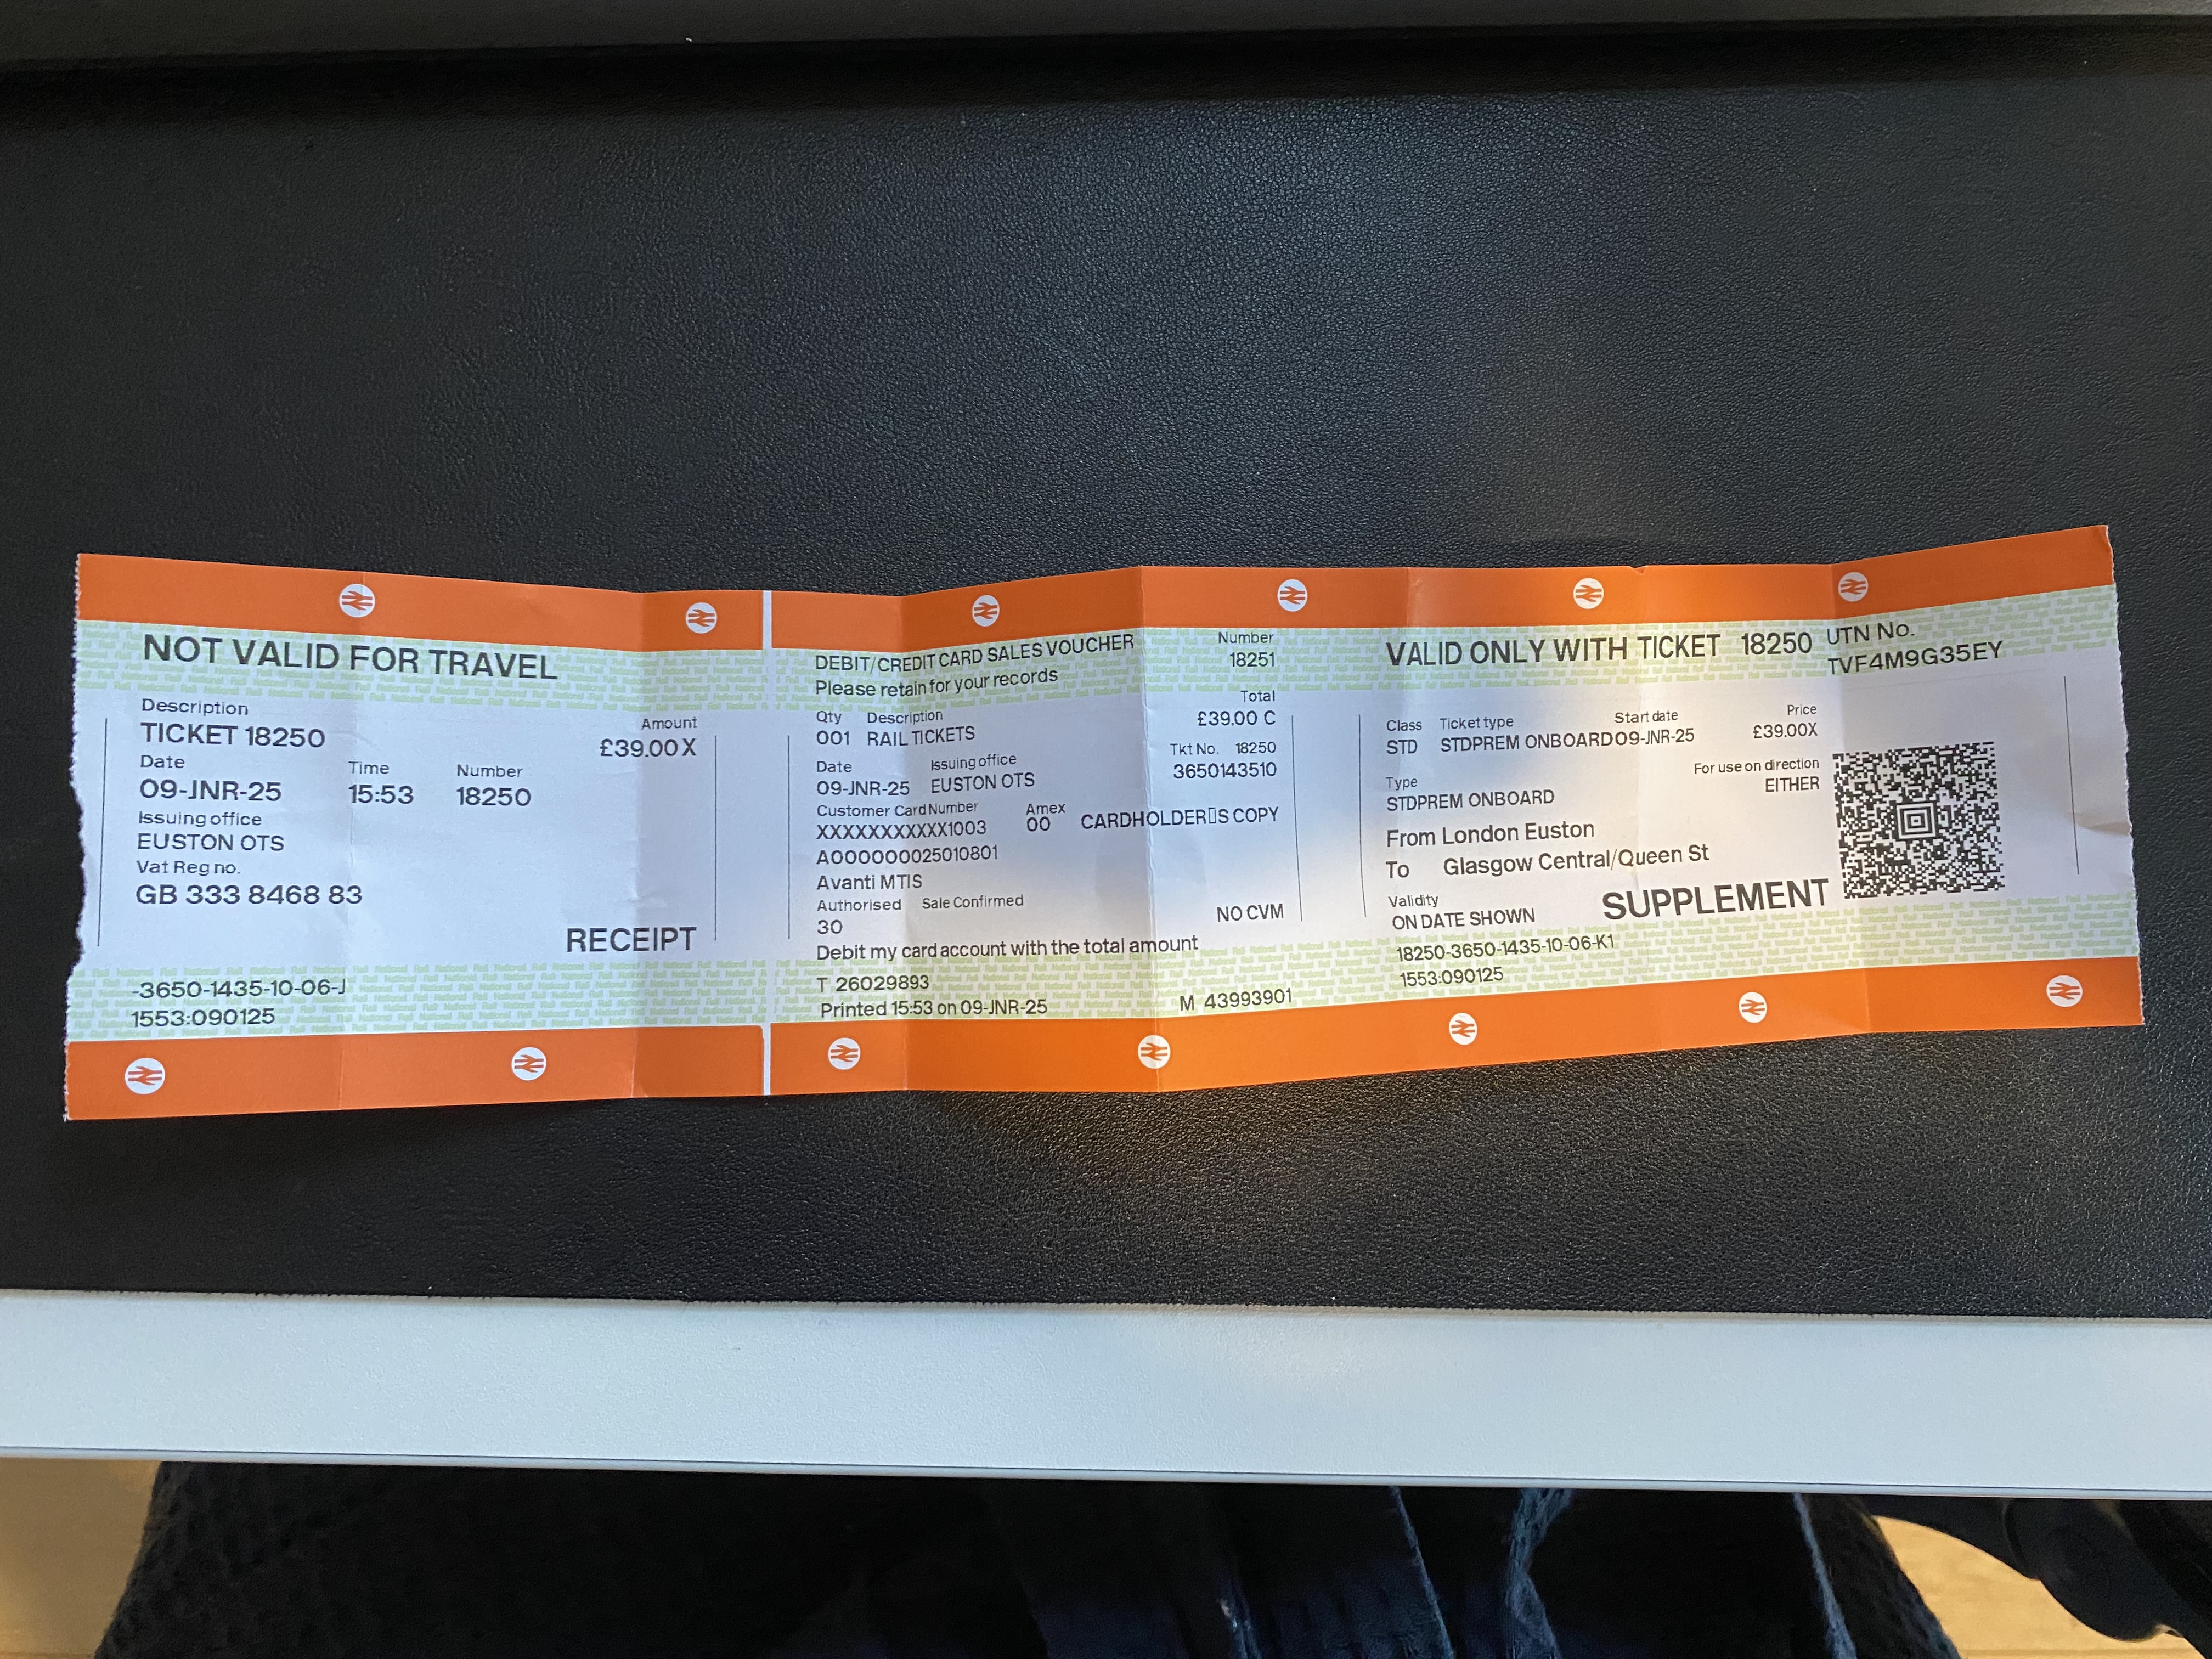 NOT VALID FOR TRAVEL
Description
Amount
TICKET 18250
£39.00X
Date Time Number
09-JNR-25 15:53 18250
Issuing office
EUSTON OTS
Vat Reg no.
GB 333 8468 83
RECEIPT
-3650-1435-10-06-J
1553:090125
DEBIT/CREDIT CARD SALES VOUCHER Number
Please retain for your records 18251
Qty Description Total
001 RAIL TICKETS £39.00 C
Date Issuing office Tkt No. 18250
09-JNR-25 EUSTON OTS 3650143510
Customer Card Number Amex
XXXXXXXXXXX1003 00 CARDHOLDER▯S COPY
A000000002501 0801
Avanti MTIS
Authorised Sale Confirmed
30 NO CVM
Debit my card account with the total amount
T 26029893 M 43993901
Printed 15:53 on 09-JNR-25
VALID ONLY WITH TICKET 18250 UTN No.
TVF4M9G35EY
Class Ticket type Start date Price
STD STDPREM ONBOARD09-JNR-25 £39.00X
Type For use on direction
STDPREM ONBOARD EITHER
From London Euston
To Glasgow Central/Queen St
Validity
ON DATE SHOWN SUPPLEMENT
18250-3650-1435-10-06-K1
1553:090125